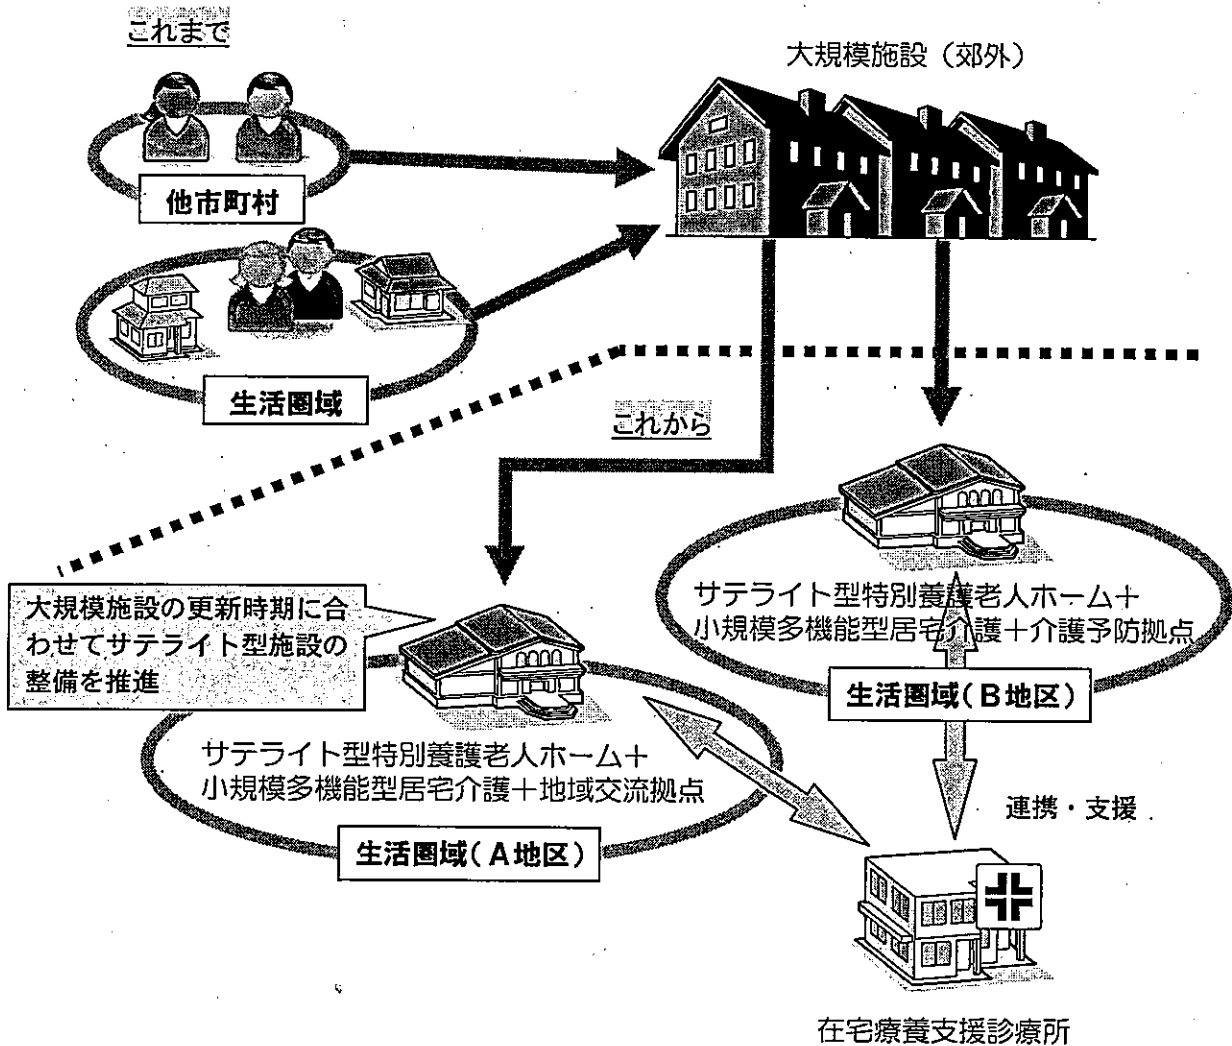 これまで
大規模施設（郊外）
他市町村
生活圏域
これから
大規模施設の更新時期に合
わせてサテライト型施設の
整備を推進
サテライト型特別養護老人ホーム＋
小規模多機能型居宅介護＋介護予防拠点
生活圏域（B地区）
サテライト型特別養護老人ホーム＋
小規模多機能型居宅介護＋地域交流拠点
生活圏域（A地区）
連携・支援
在宅療養支援診療所